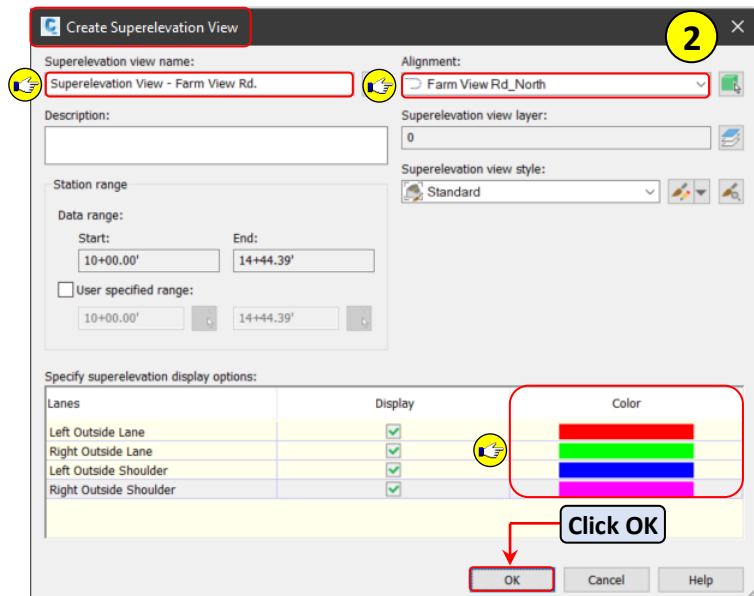 Create Superelevation View
2
Superelevation view name:
Superelevation View - Farm View Rd.
Alignment:
Farm View Rd_North
Description:
Superelevation view layer:
0
Superelevation view style:
Standard
Station range
Data range:
Start:
End:
10+00.00'
14+44.39'
User specified range:
10+00.00'
14+44.39'
Specify superelevation display options:
Lanes Display Color
Left Outside Lane
Right Outside Lane
Left Outside Shoulder
Right Outside Shoulder
Click OK
OK Cancel Help